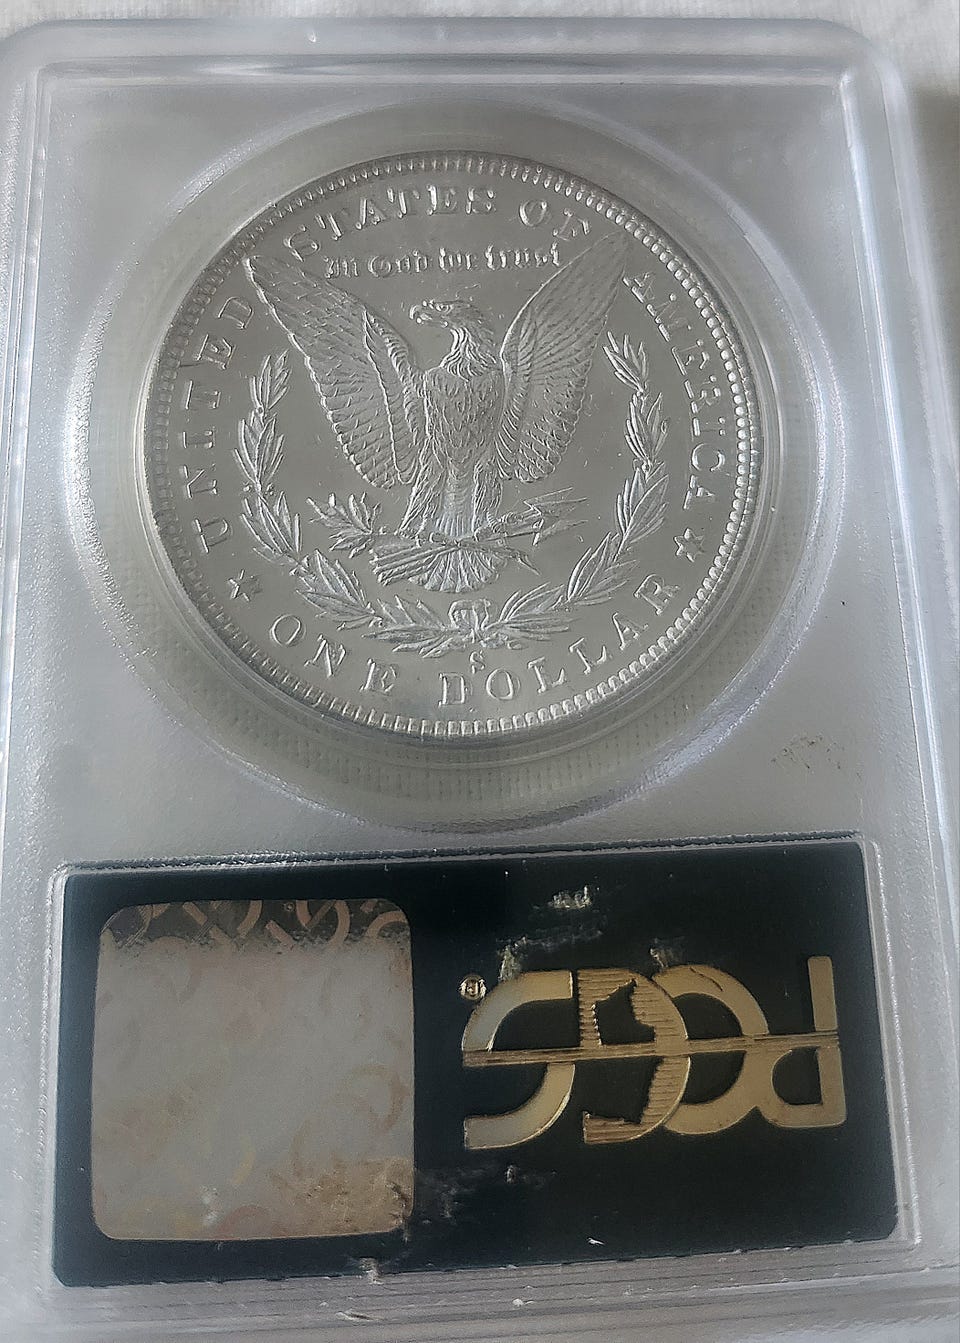 UNITED STATES OF AMERICA
In God we trust
S
ONE DOLLAR
PCGS
®